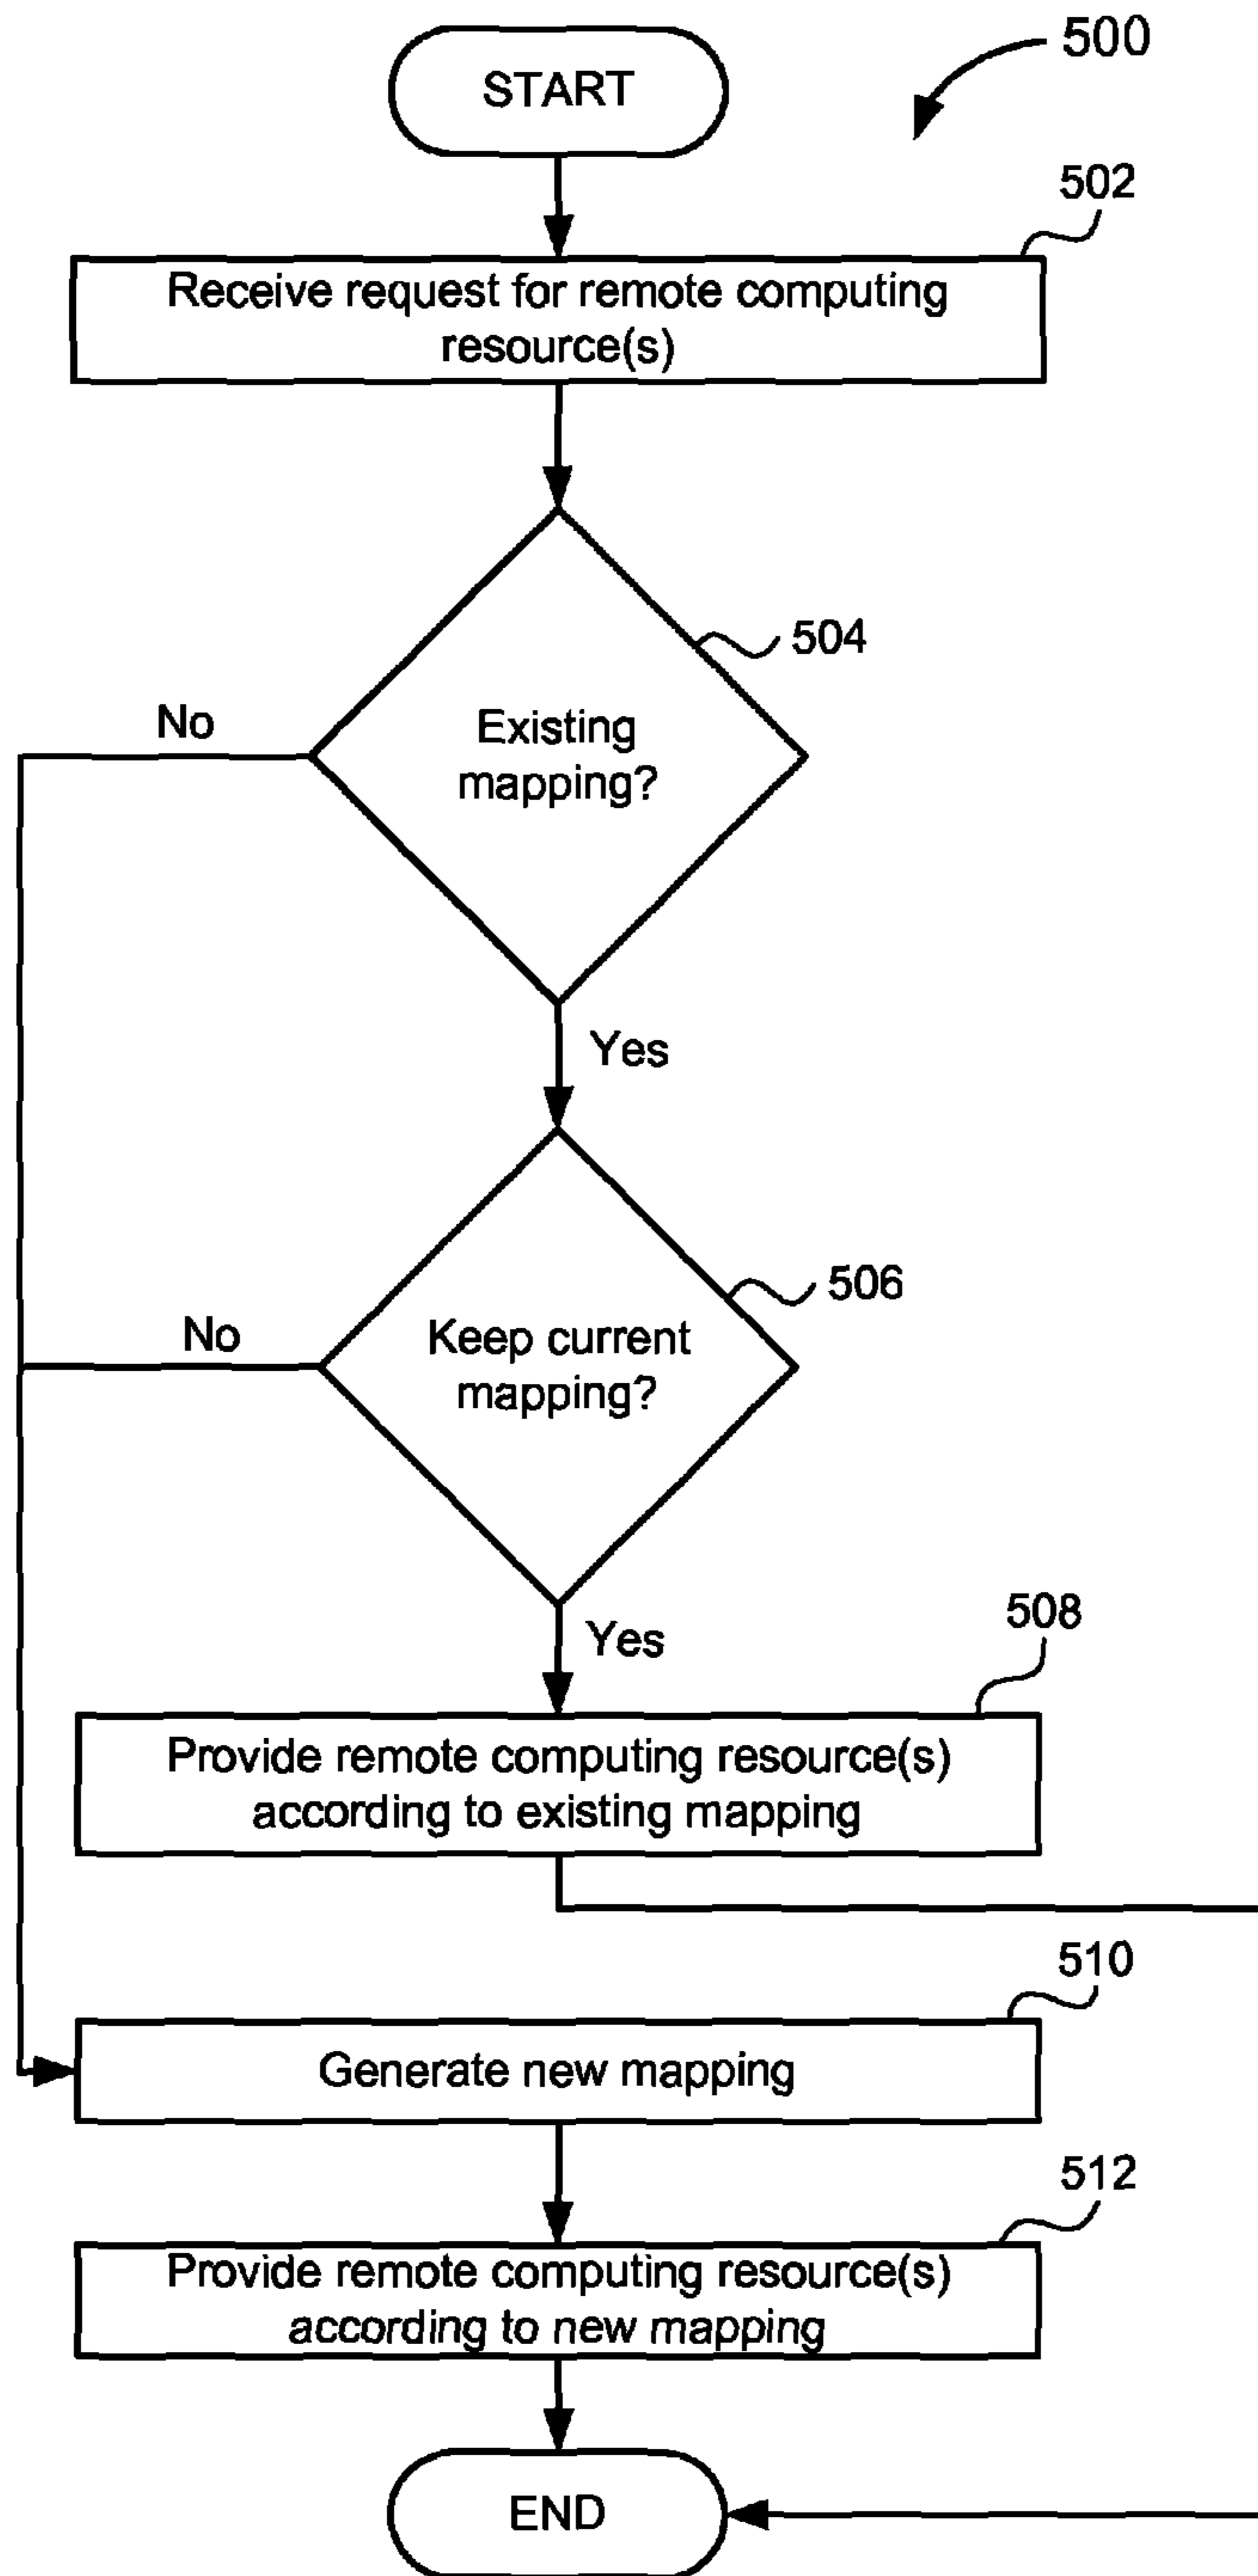 500
START
502
Receive request for remote computing
resource(s)
504
No
Existing
mapping?
Yes
506
No
Keep current
mapping?
Yes
508
Provide remote computing resource(s)
according to existing mapping
510
Generate new mapping
512
Provide remote computing resource(s)
according to new mapping
END